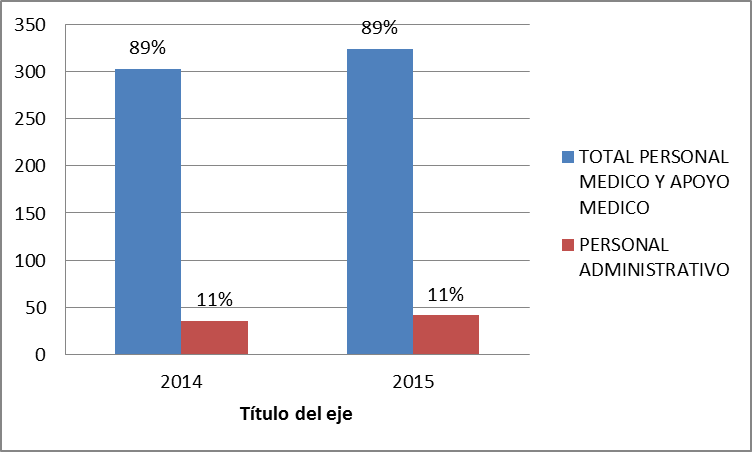 350
300
250
200
150
100
50
0
89%
11%
89%
11%
2014
2015
Título del eje
TOTAL PERSONAL
MEDICO Y APOYO
MEDICO
PERSONAL
ADMINISTRATIVO